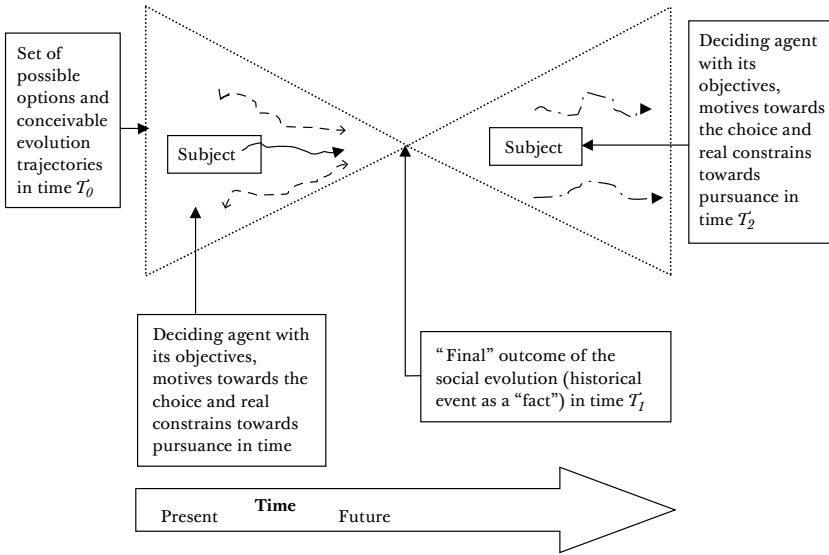 Set of
possible
options and
conceivable
evolution
trajectories
in time T0
Subject
Subject
Deciding agent
with its
objectives,
motives towards
the choice and
real constrains
towards
pursuance in
time T2
Deciding agent with
its objectives,
motives towards the
choice and real
constrains towards
pursuance in time
“Final” outcome of the
social evolution (historical
event as a “fact”) in time T1
Time
Present Future